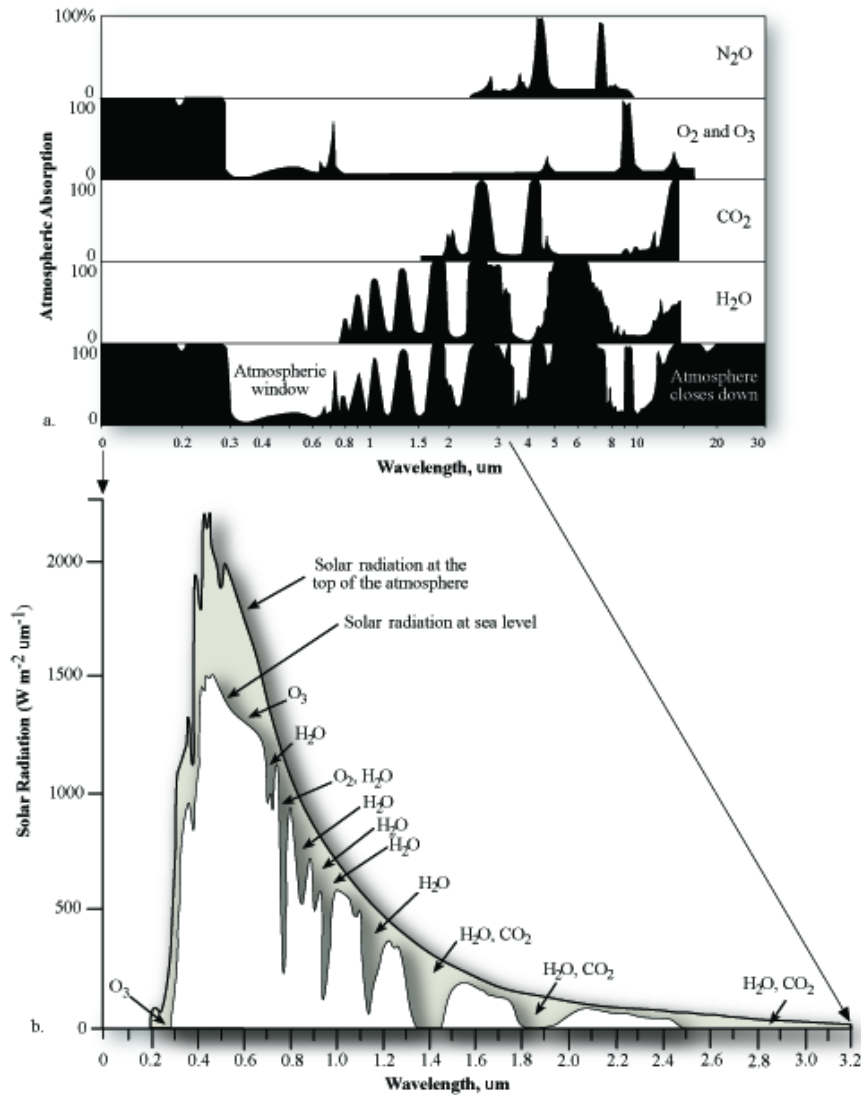 100%
N2O
0
100
O2 and O3
0
100
CO2
0
100
H2O
0
100
Atmospheric window
Atmosphere closes down
0
a.
Atmospheric Absorption
0 0.2 0.3 0.4 0.6 0.8 1 1.5 2 3 4 5 6 8 10 20 30
Wavelength, um
2000
Solar radiation at the
top of the atmosphere
Solar radiation at sea level
1500
O3
H2O
1000
O2, H2O
H2O
H2O
H2O
500
H2O
H2O, CO2
H2O, CO2
H2O, CO2
O3
b.
0
Solar Radiation (W m-2 um-1)
0 0.2 0.4 0.6 0.8 1.0 1.2 1.4 1.6 1.8 2.0 2.2 2.4 2.6 2.8 3.0 3.2
Wavelength, um